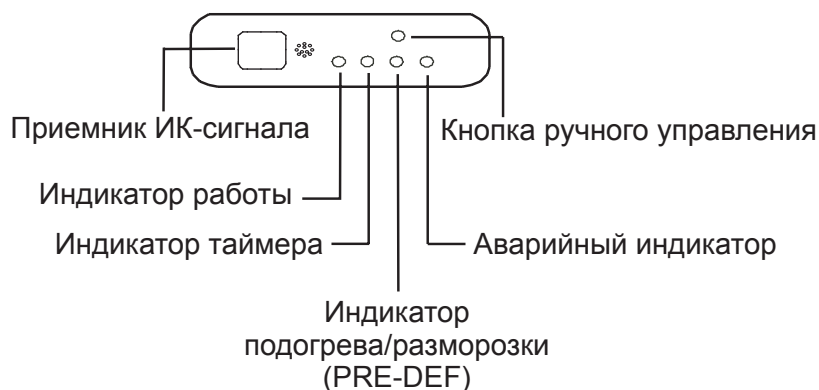 Приемник ИК-сигнала
Кнопка ручного управления
Индикатор работы
Индикатор таймера
Аварийный индикатор
Индикатор
подогрева/разморозки
(PRE-DEF)